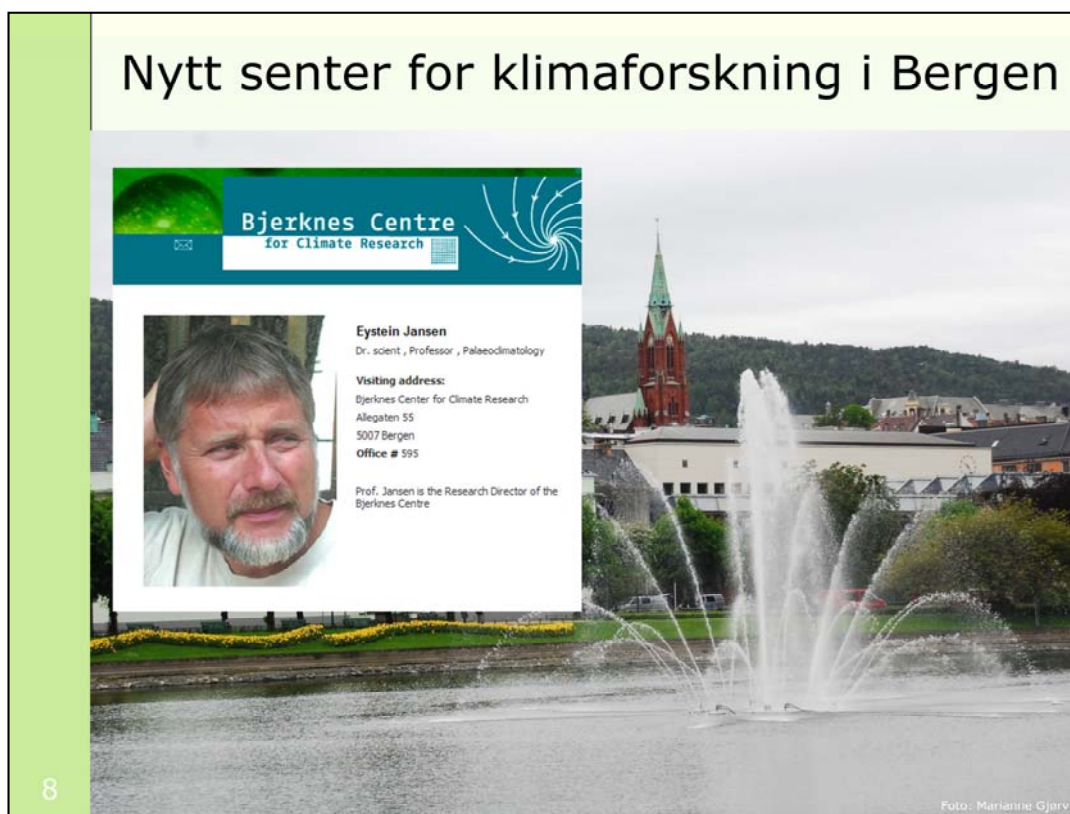 Nytt senter for klimaforskning i Bergen
Bjerknes Centre
for Climate Research
Eystein Jansen
Dr. scient , Professor , Palaeoclimatology
Visiting address:
Bjerknes Center for Climate Research
Allegaten 55
5007 Bergen
Office # 595
Prof. Jansen is the Research Director of the
Bjerknes Centre
8
Foto: Marianne Gjørv